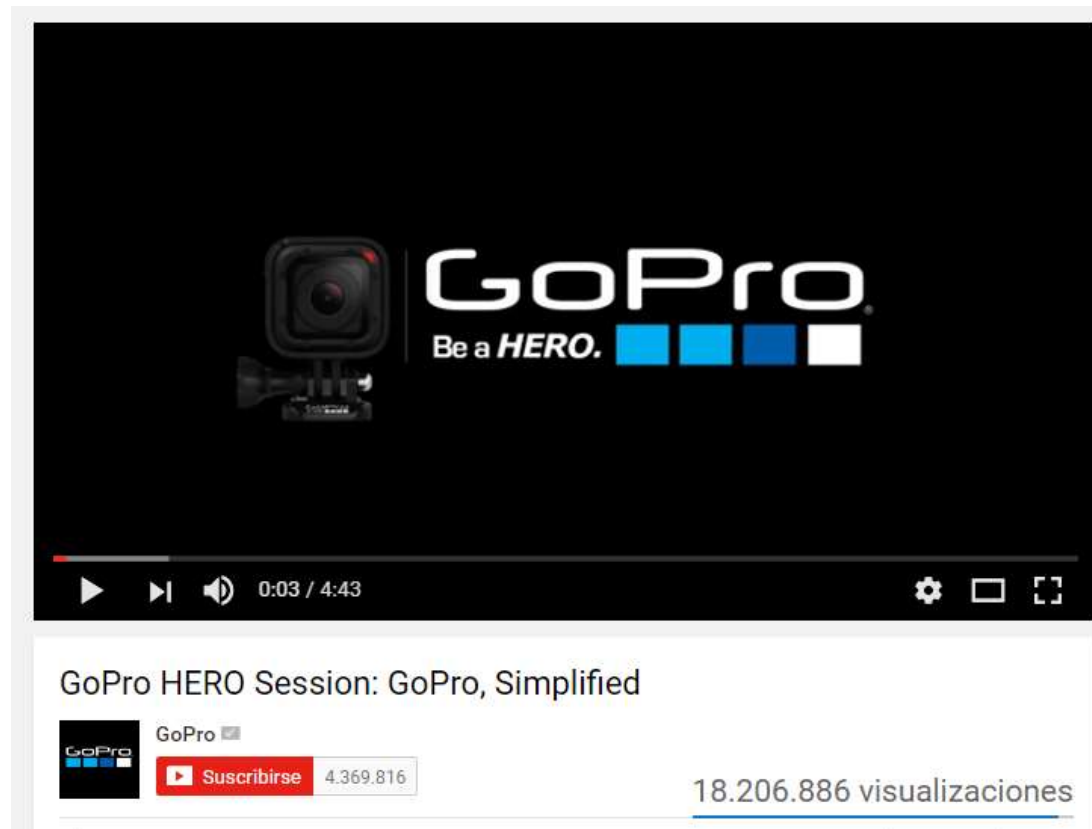 GoPro
Be a HERO.
0:03 / 4:43
GoPro HERO Session: GoPro, Simplified
GoPro
GoPro
Suscribirse 4.369.816
18.206.886 visualizaciones